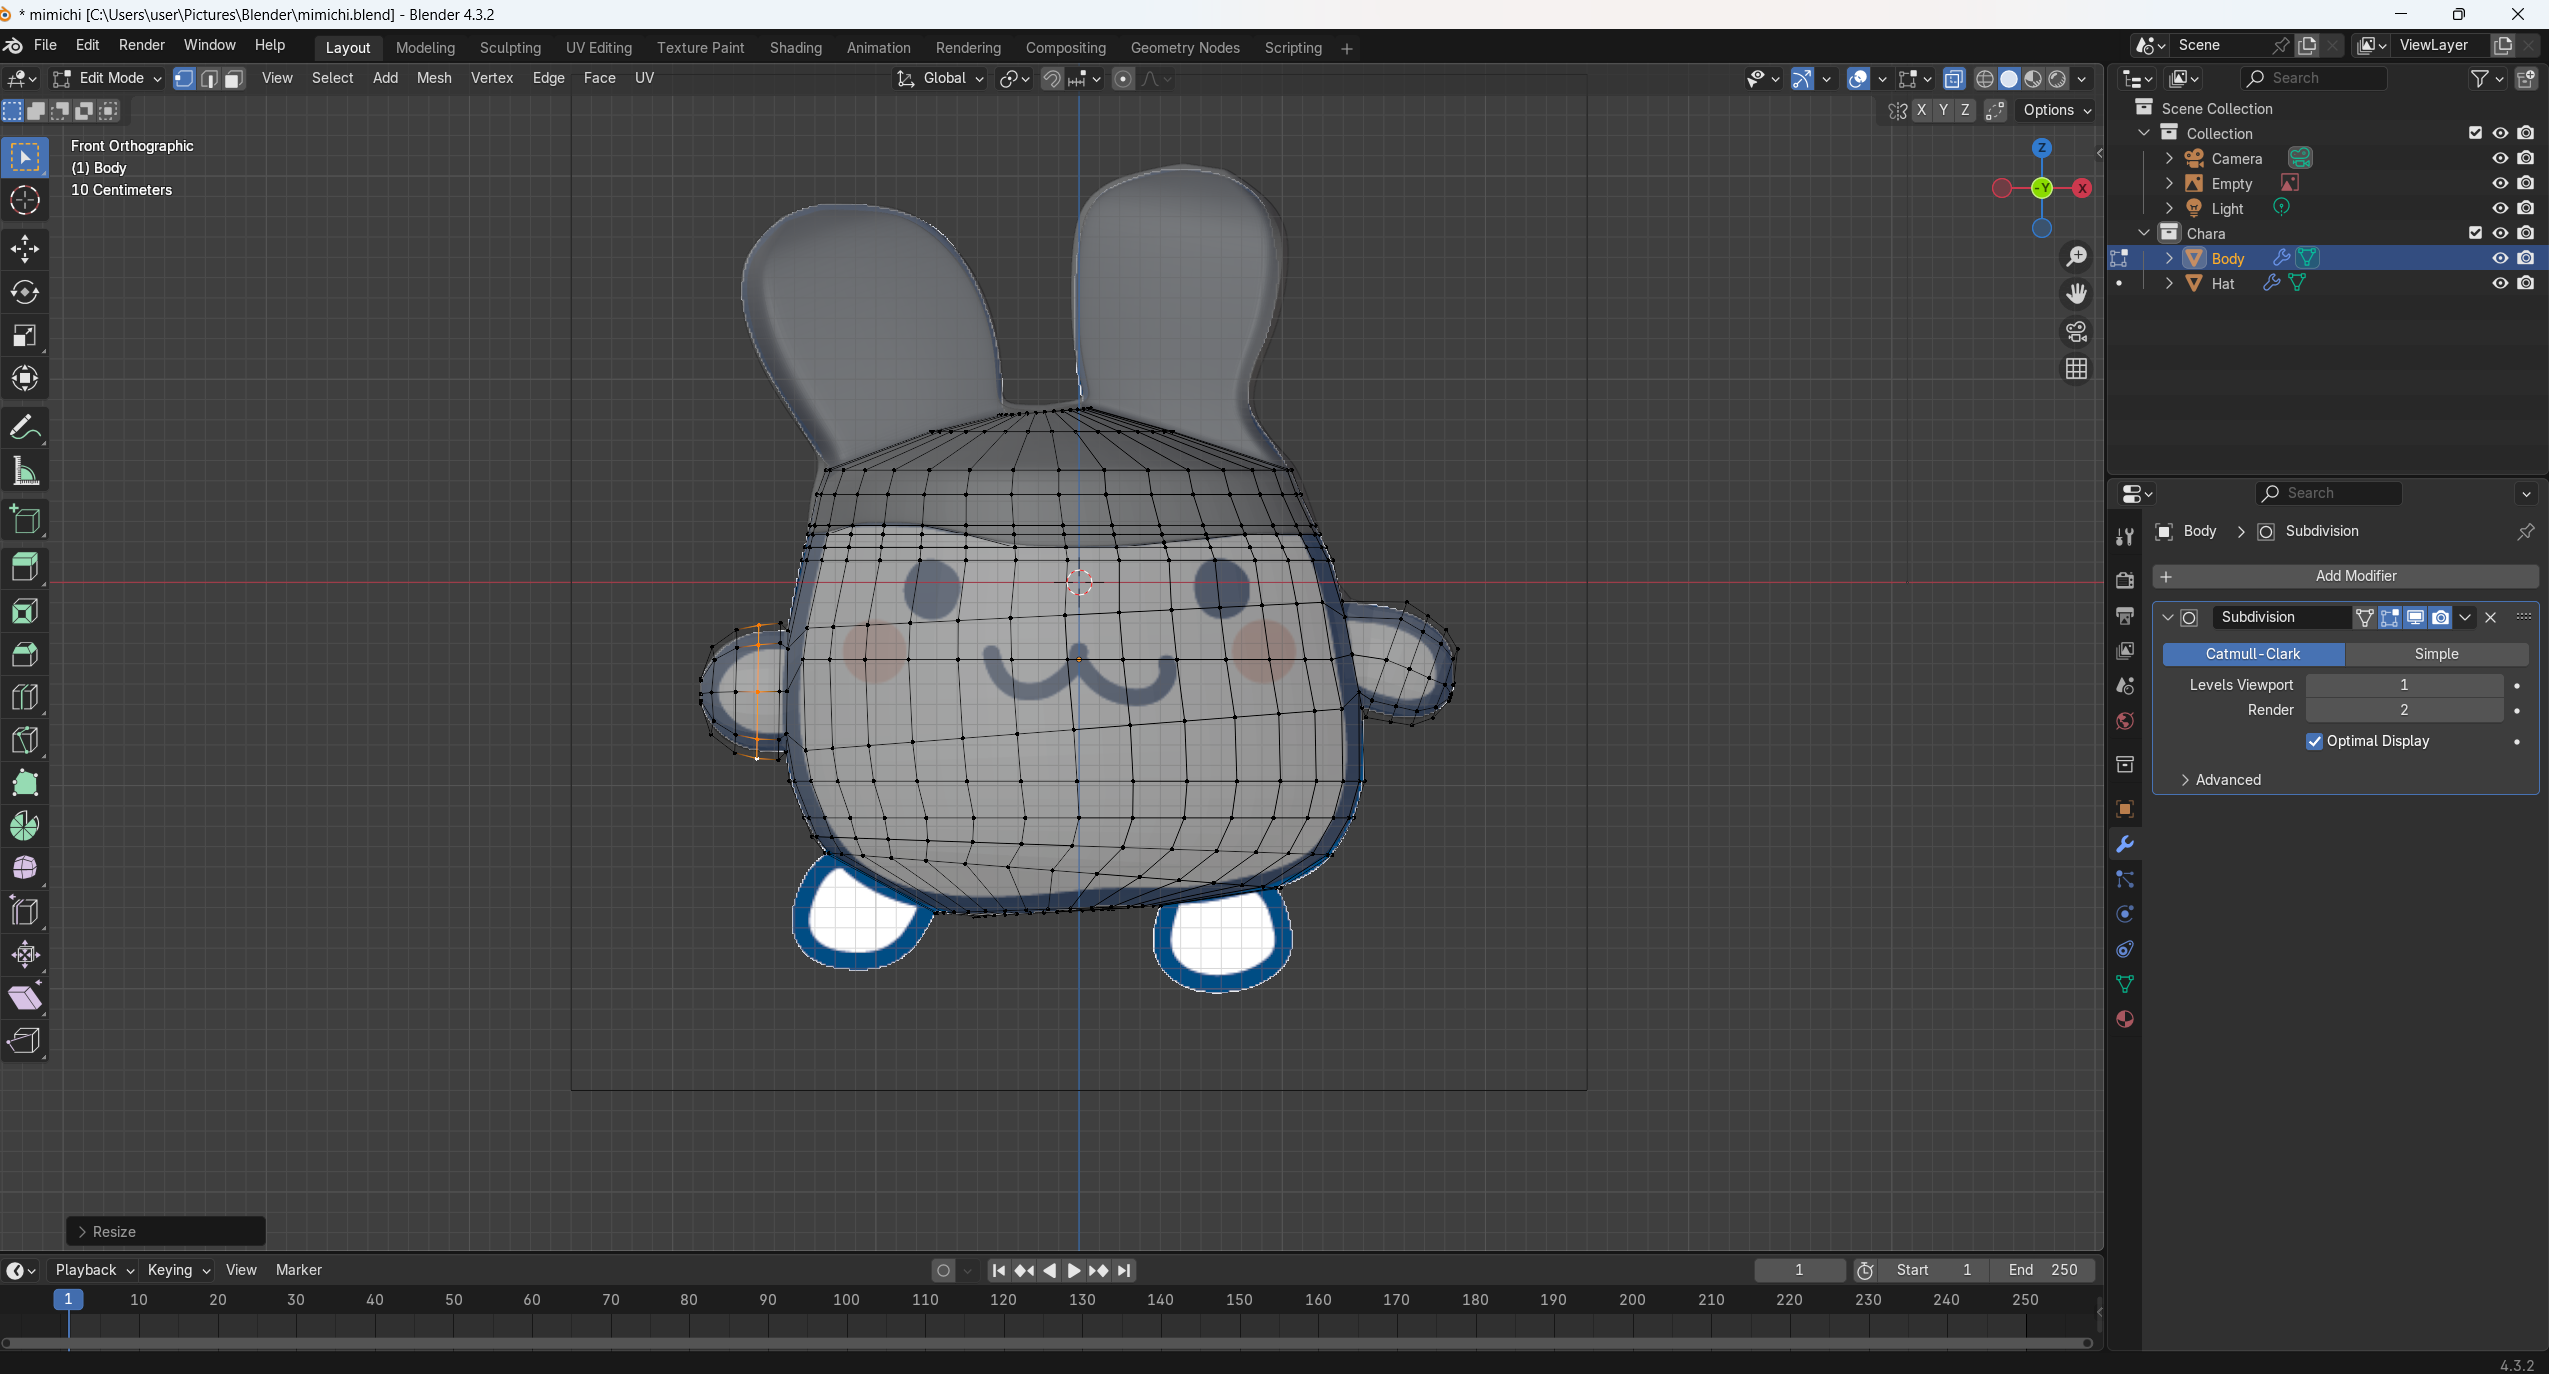 * mimichi [C:\Users\user\Pictures\Blender\mimichi.blend] - Blender 4.3.2
File Edit Render Window Help Layout Modeling Sculpting UV Editing Texture Paint Shading Animation Rendering Compositing Geometry Nodes Scripting + Scene ViewLayer
Edit Mode View Select Add Mesh Vertex Edge Face UV Global Search
X Y Z Options
Scene Collection
Front Orthographic
(1) Body
10 Centimeters
Z
-Y X
Collection
Camera
Empty
Light
Chara
Body
Hat
Search
Body > Subdivision
+ Add Modifier
Subdivision
Catmull-Clark Simple
Levels Viewport 1
Render 2
Optimal Display
> Advanced
> Resize
Playback Keying View Marker 1 Start 1 End 250
1 10 20 30 40 50 60 70 80 90 100 110 120 130 140 150 160 170 180 190 200 210 220 230 240 250
4.3.2